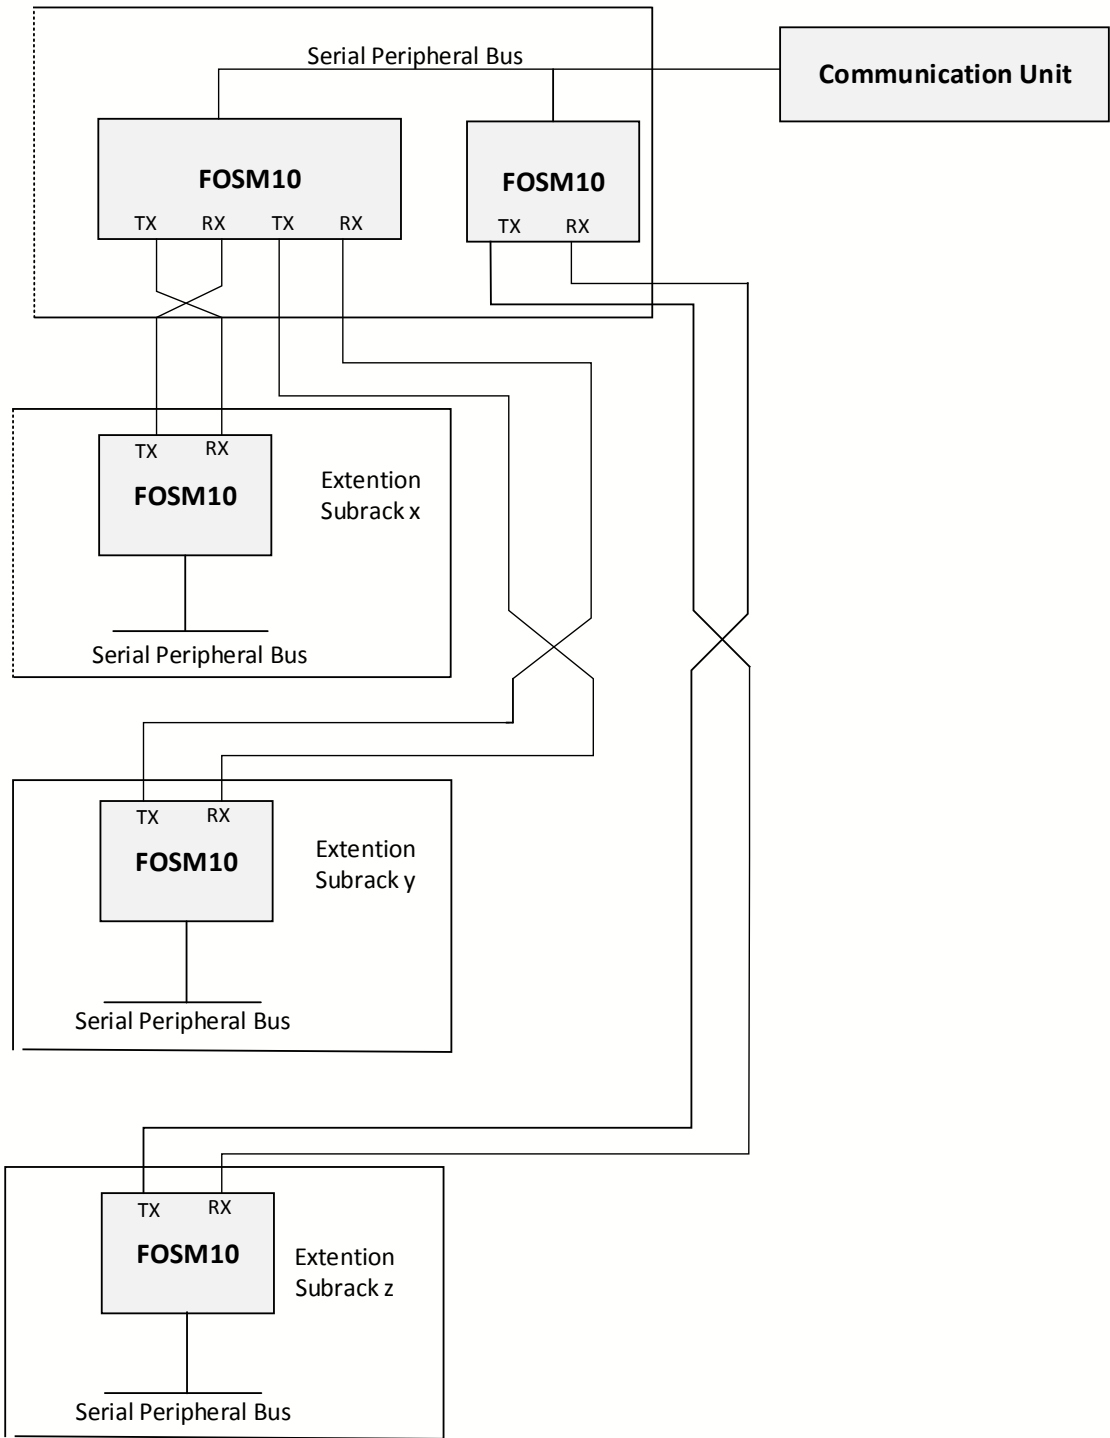 Serial Peripheral Bus
Communication Unit
FOSM10
TX RX TX RX
FOSM10
TX RX
TX RX
FOSM10
Extention
Subrack x
Serial Peripheral Bus
TX RX
FOSM10
Extention
Subrack y
Serial Peripheral Bus
TX RX
FOSM10
Extention
Subrack z
Serial Peripheral Bus